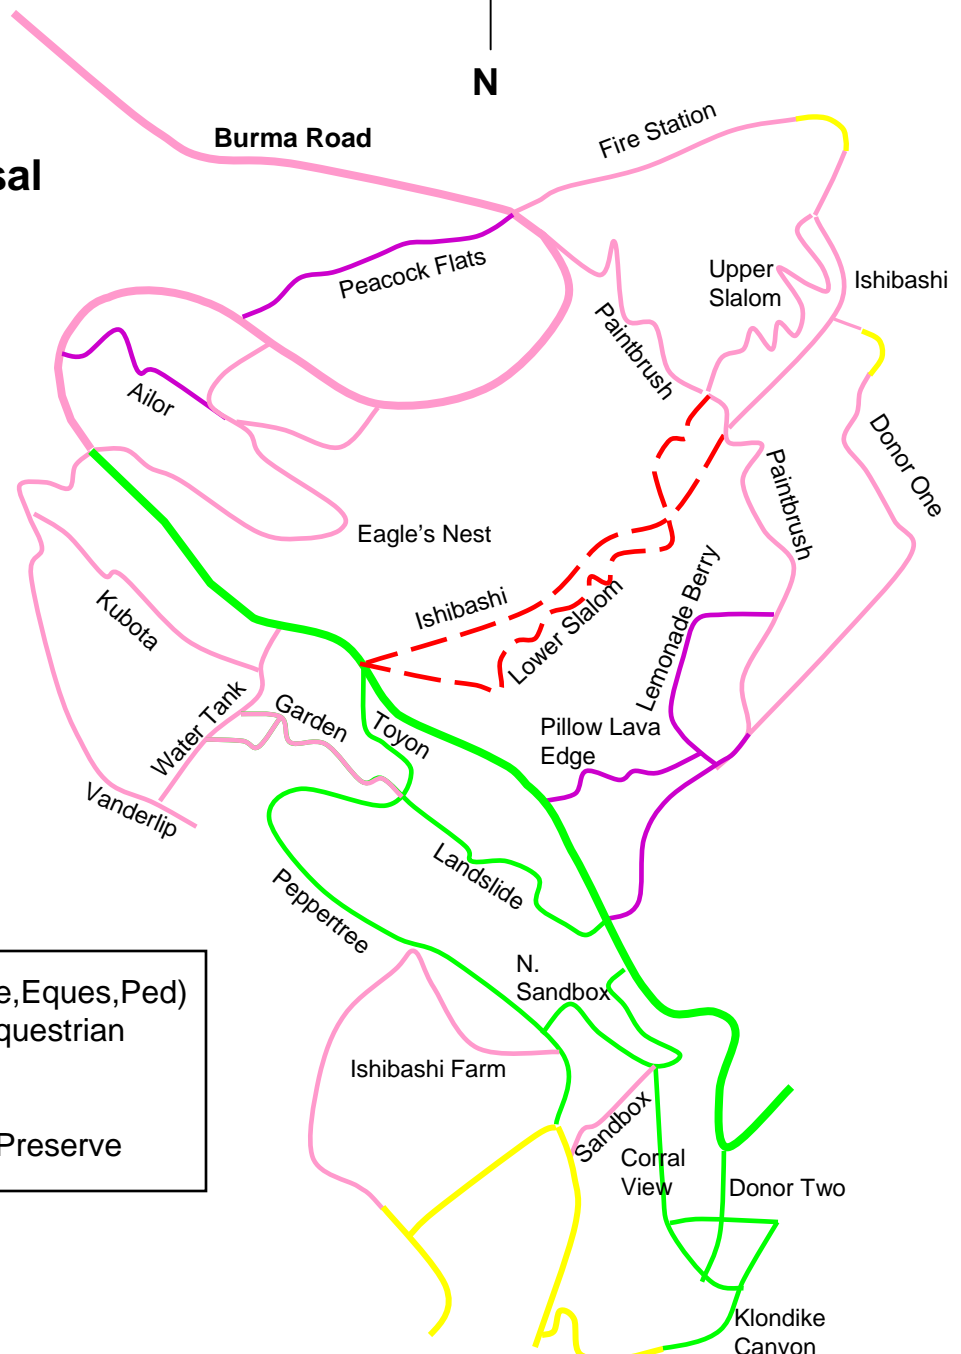 N
Burma Road
Fire Station
sal
Peacock Flats
Upper
Slalom
Ishibashi
Paintbrush
Ailor
Donor One
Paintbrush
Eagle's Nest
Kubota
Ishibashi
Lower Slalom
Lemonade Berry
Water Tank
Garden
Toyon
Pillow Lava
Edge
Vanderlip
Landslide
Peppertree
N.
Sandbox
e,Eques,Ped)
questrian
Ishibashi Farm
Sandbox
Preserve
Corral
View
Donor Two
Klondike
Canyon